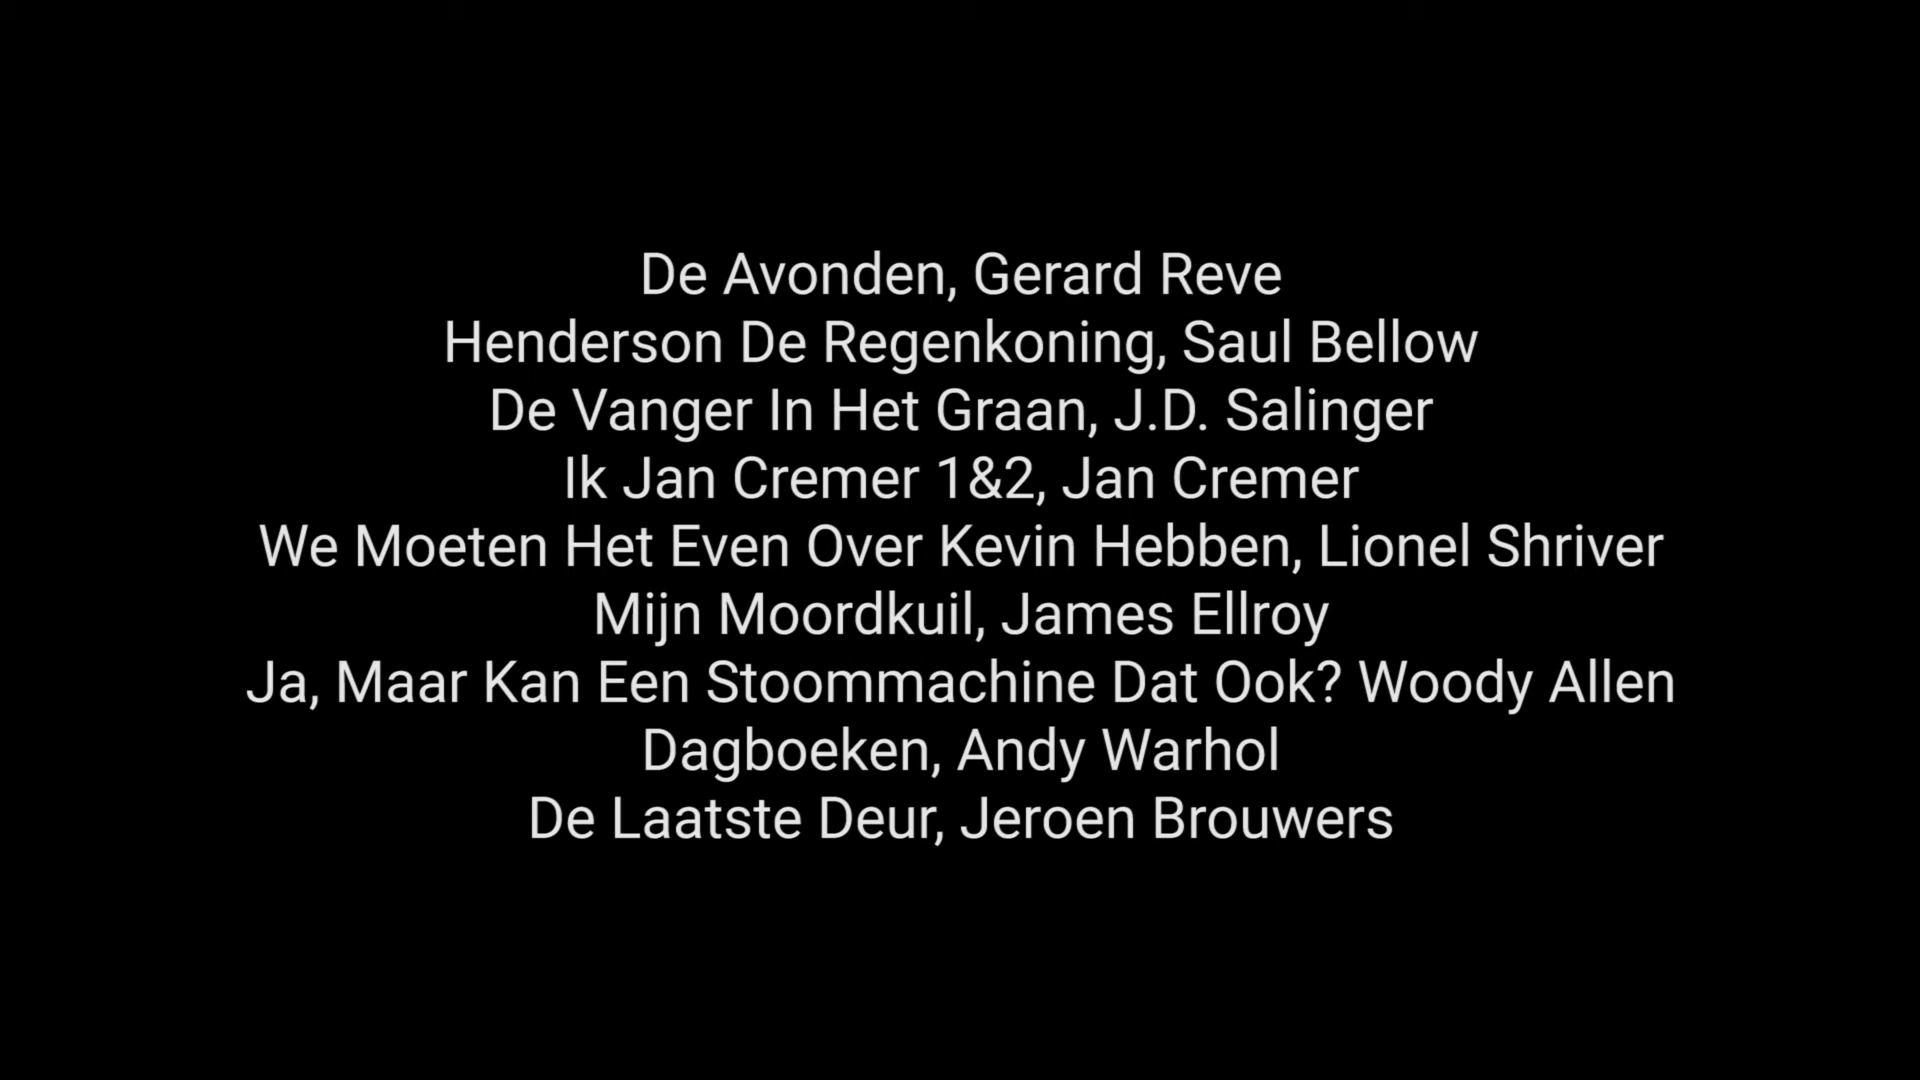 De Avonden, Gerard Reve
Henderson De Regenkoning, Saul Bellow
De Vanger In Het Graan, J.D. Salinger
Ik Jan Cremer 1&2, Jan Cremer
We Moeten Het Even Over Kevin Hebben, Lionel Shriver
Mijn Moordkuil, James Ellroy
Ja, Maar Kan Een Stoommachine Dat Ook? Woody Allen
Dagboeken, Andy Warhol
De Laatste Deur, Jeroen Brouwers